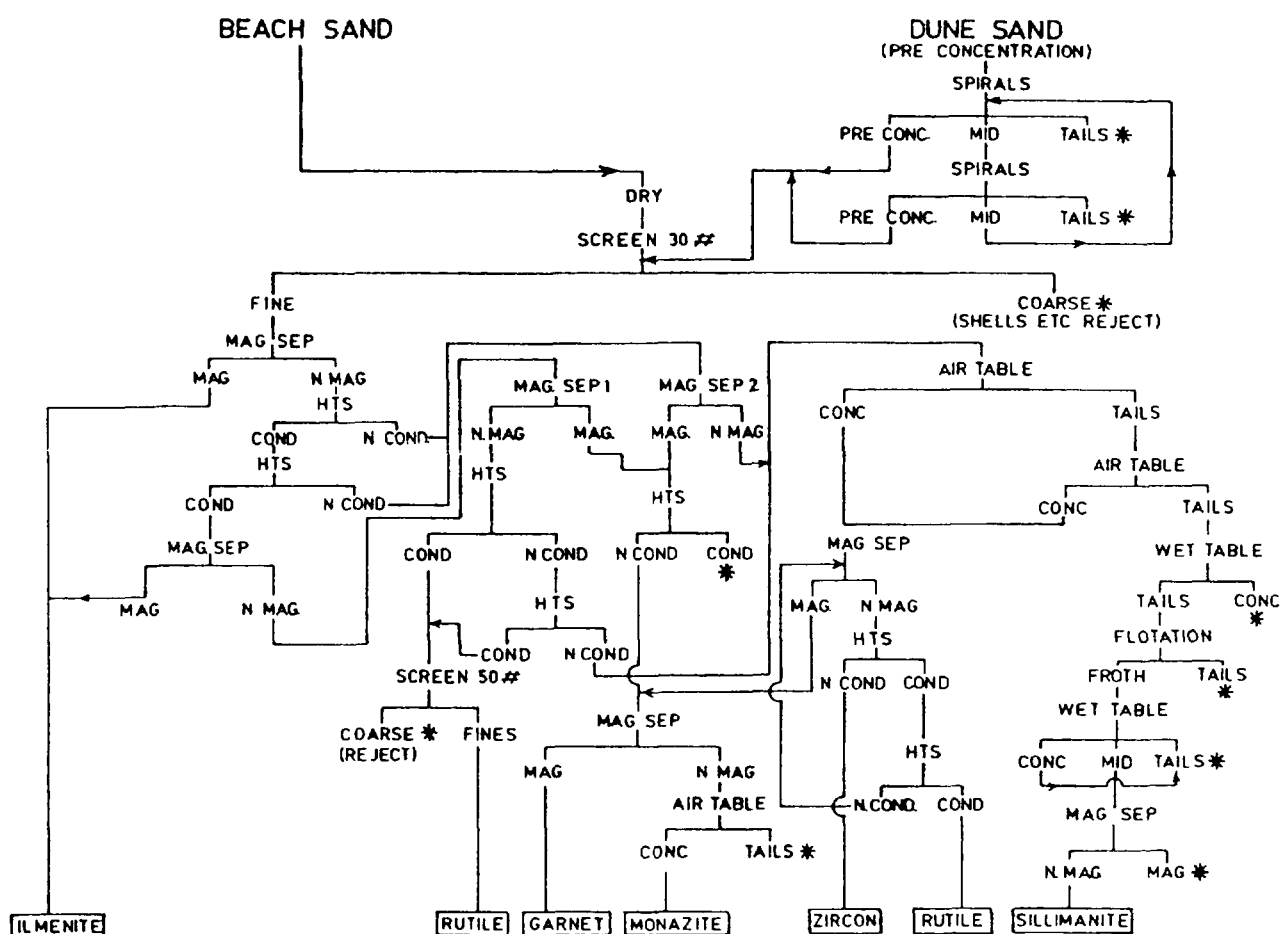 BEACH SAND
DUNE SAND
(PRE CONCENTRATION)
SPIRALS
PRE CONC. MID TAILS *
SPIRALS
DRY
PRE CONC. MID TAILS *
SCREEN 30 #
FINE
COARSE *
(SHELLS ETC REJECT)
MAG SEP
AIR TABLE
MAG N.MAG
MAG SEP 1
MAG SEP 2
HTS
CONC TAILS
COND N COND
N.MAG MAG. MAG. N MAG
HTS
HTS
AIR TABLE
COND N COND
HTS
CONC TAILS
MAG SEP
COND N.COND N COND COND
*
MAG SEP
WET TABLE
MAG N MAG.
HTS
MAG. N MAG
TAILS CONC
*
HTS
FLOTATION
COND N COND
SCREEN 50 #
N COND COND
FROTH TAILS
*
COARSE * FINES
(REJECT)
MAG SEP
WET TABLE
HTS
CONC MID TAILS *
MAG N.MAG
AIR TABLE
N.COND. COND
MAG SEP
CONC TAILS *
N.MAG MAG *
ILMENITE RUTILE GARNET MONAZITE ZIRCON RUTILE SILLIMANITE